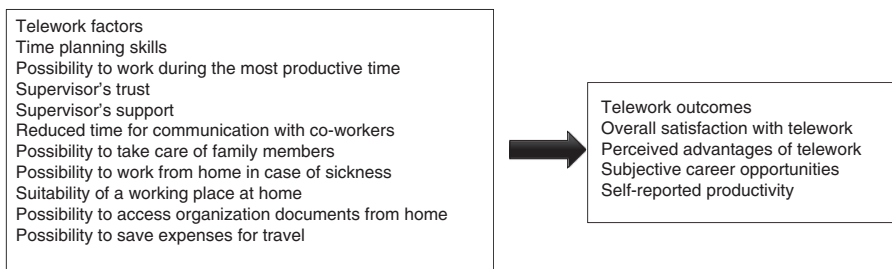 Telework factors
Time planning skills
Possibility to work during the most productive time
Supervisor's trust
Supervisor's support
Reduced time for communication with co-workers
Possibility to take care of family members
Possibility to work from home in case of sickness
Suitability of a working place at home
Possibility to access organization documents from home
Possibility to save expenses for travel
Telework outcomes
Overall satisfaction with telework
Perceived advantages of telework
Subjective career opportunities
Self-reported productivity